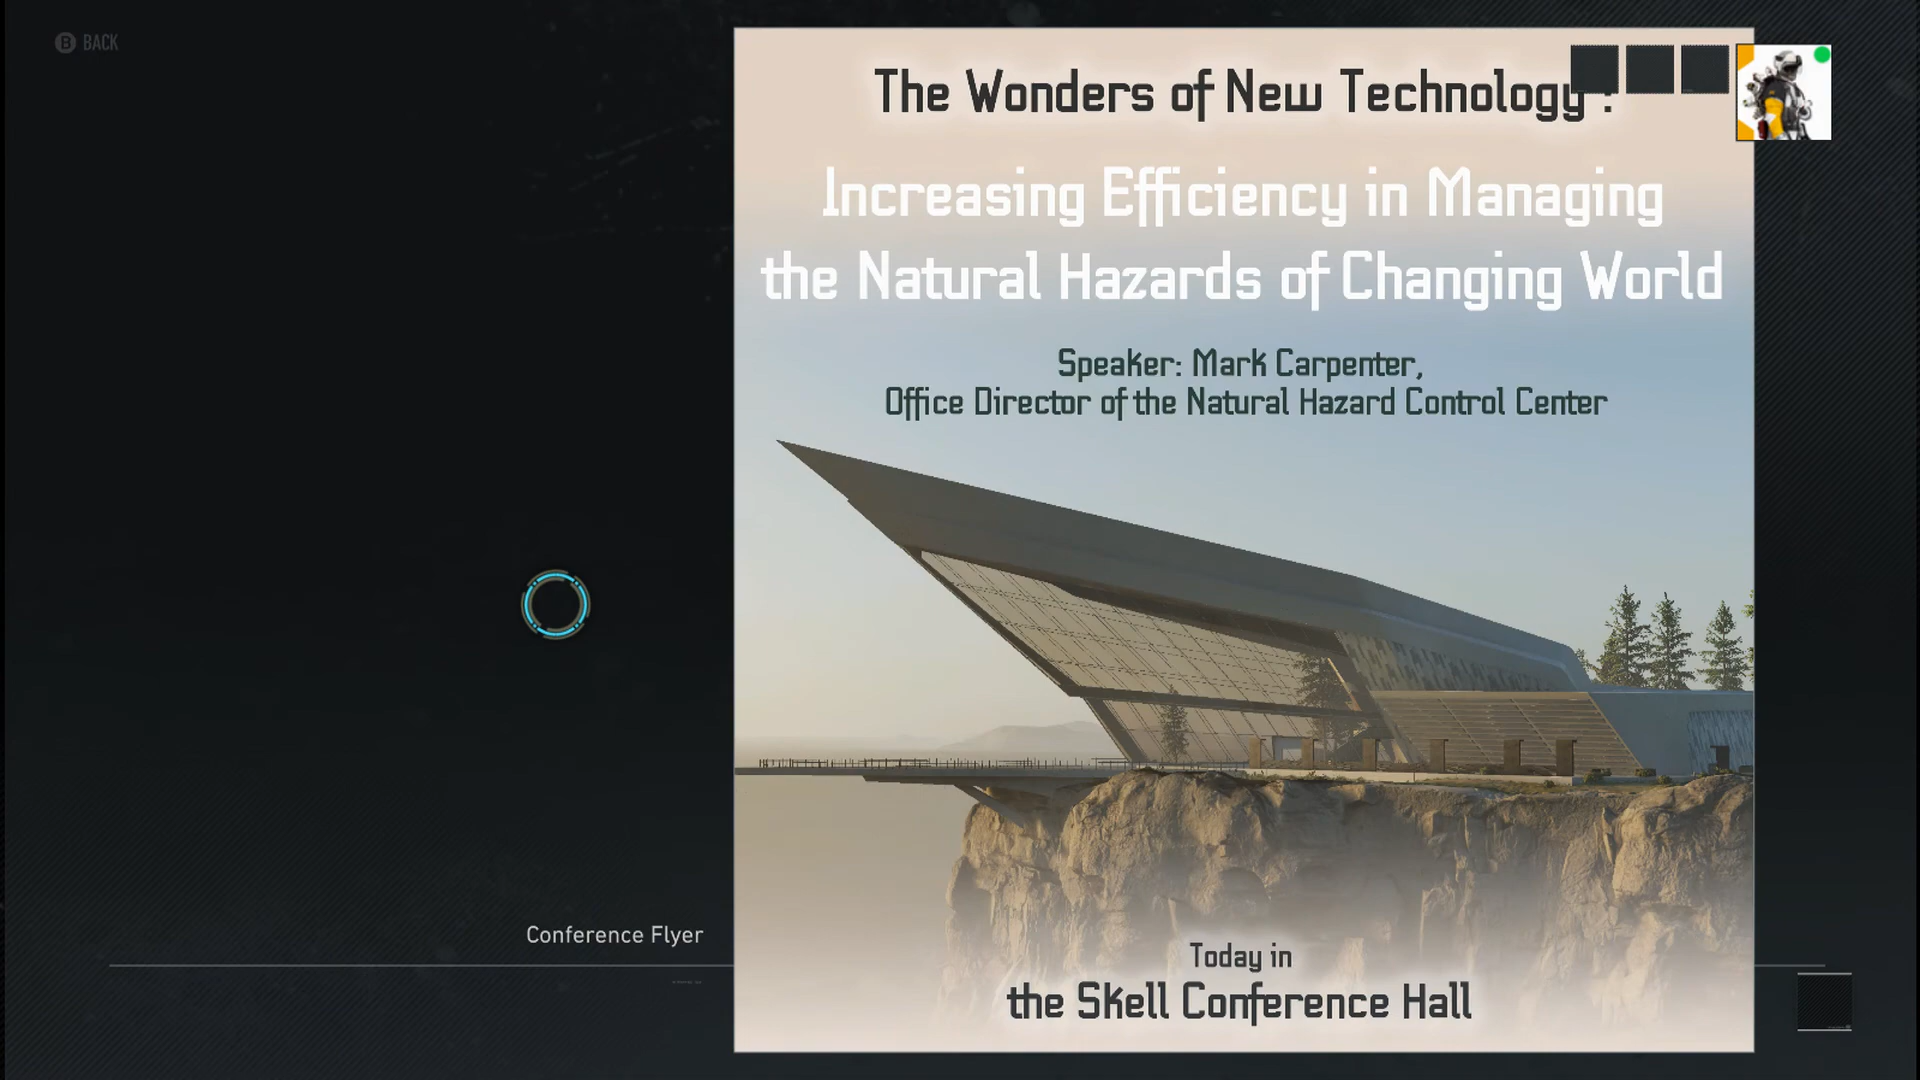 B BACK
The Wonders of New Technology :
Increasing Efficiency in Managing
the Natural Hazards of Changing World
Speaker: Mark Carpenter,
Office Director of the Natural Hazard Control Center
Conference Flyer
Today in
the Skell Conference Hall